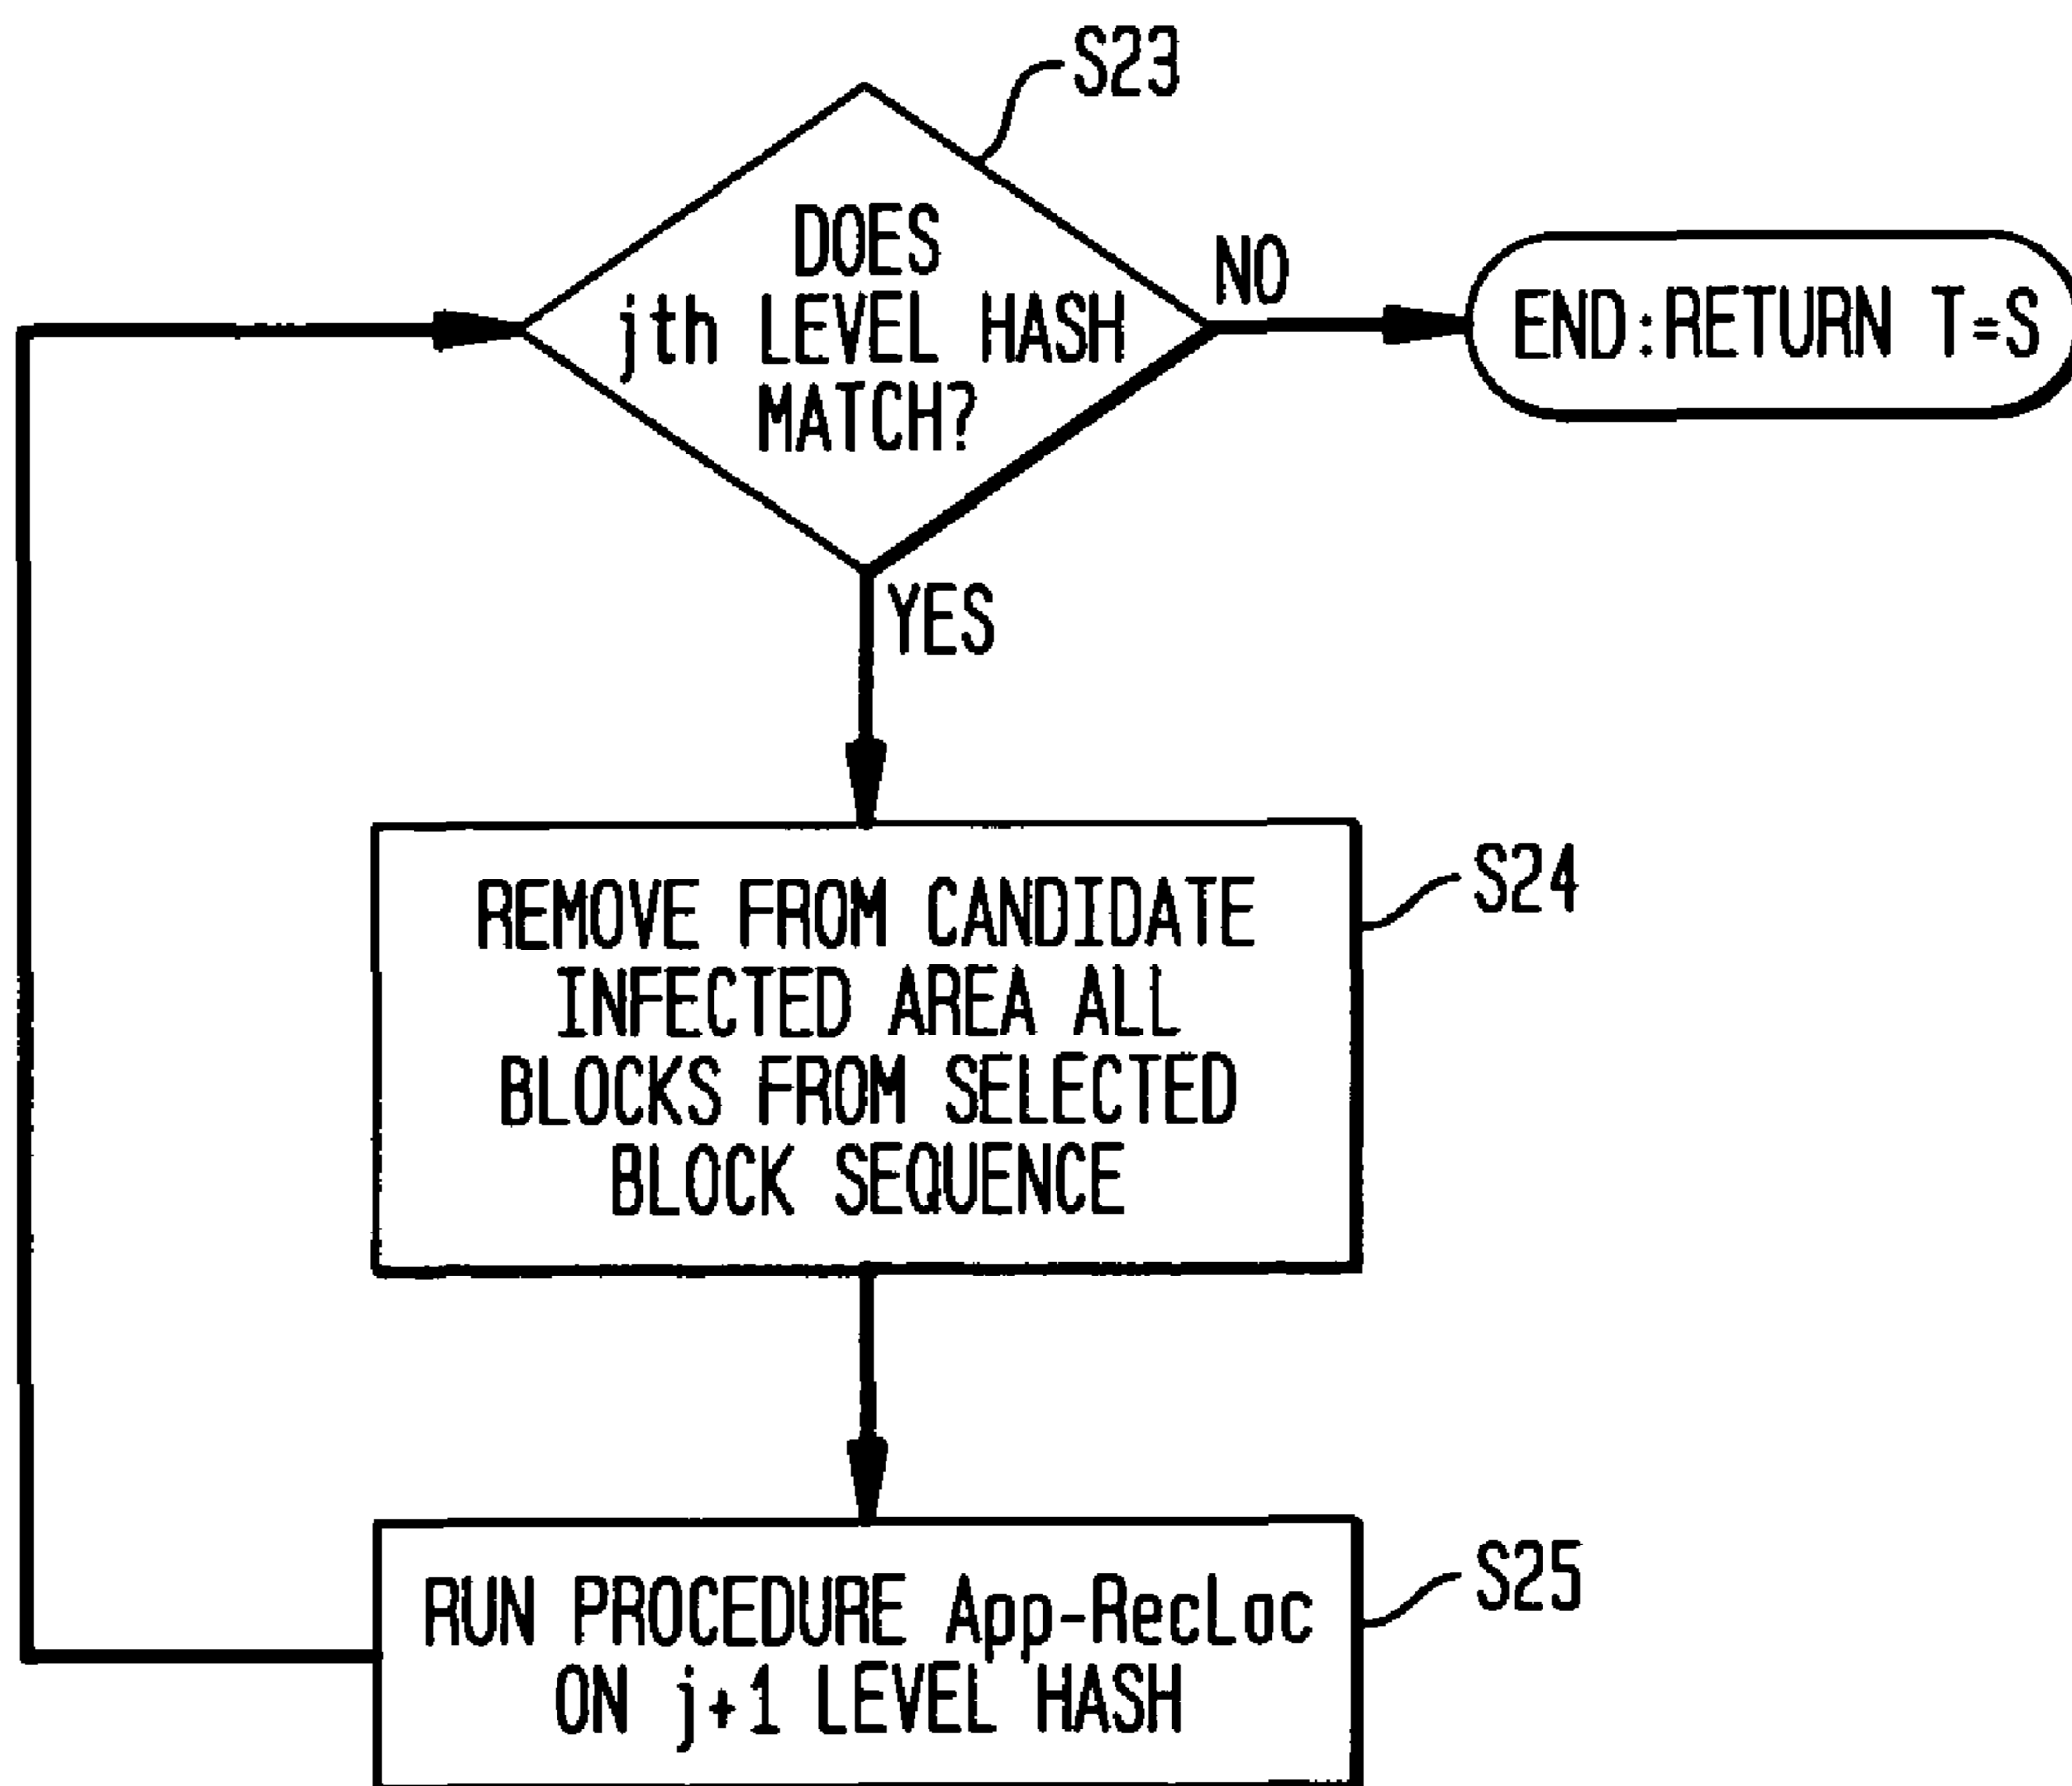 S23
DOES
jth LEVEL HASH
MATCH?
NO
END:RETURN T=S
YES
REMOVE FROM CANDIDATE
INFECTED AREA ALL
BLOCKS FROM SELECTED
BLOCK SEQUENCE
S24
RUN PROCEDURE App-RecLoc
ON j+1 LEVEL HASH
S25